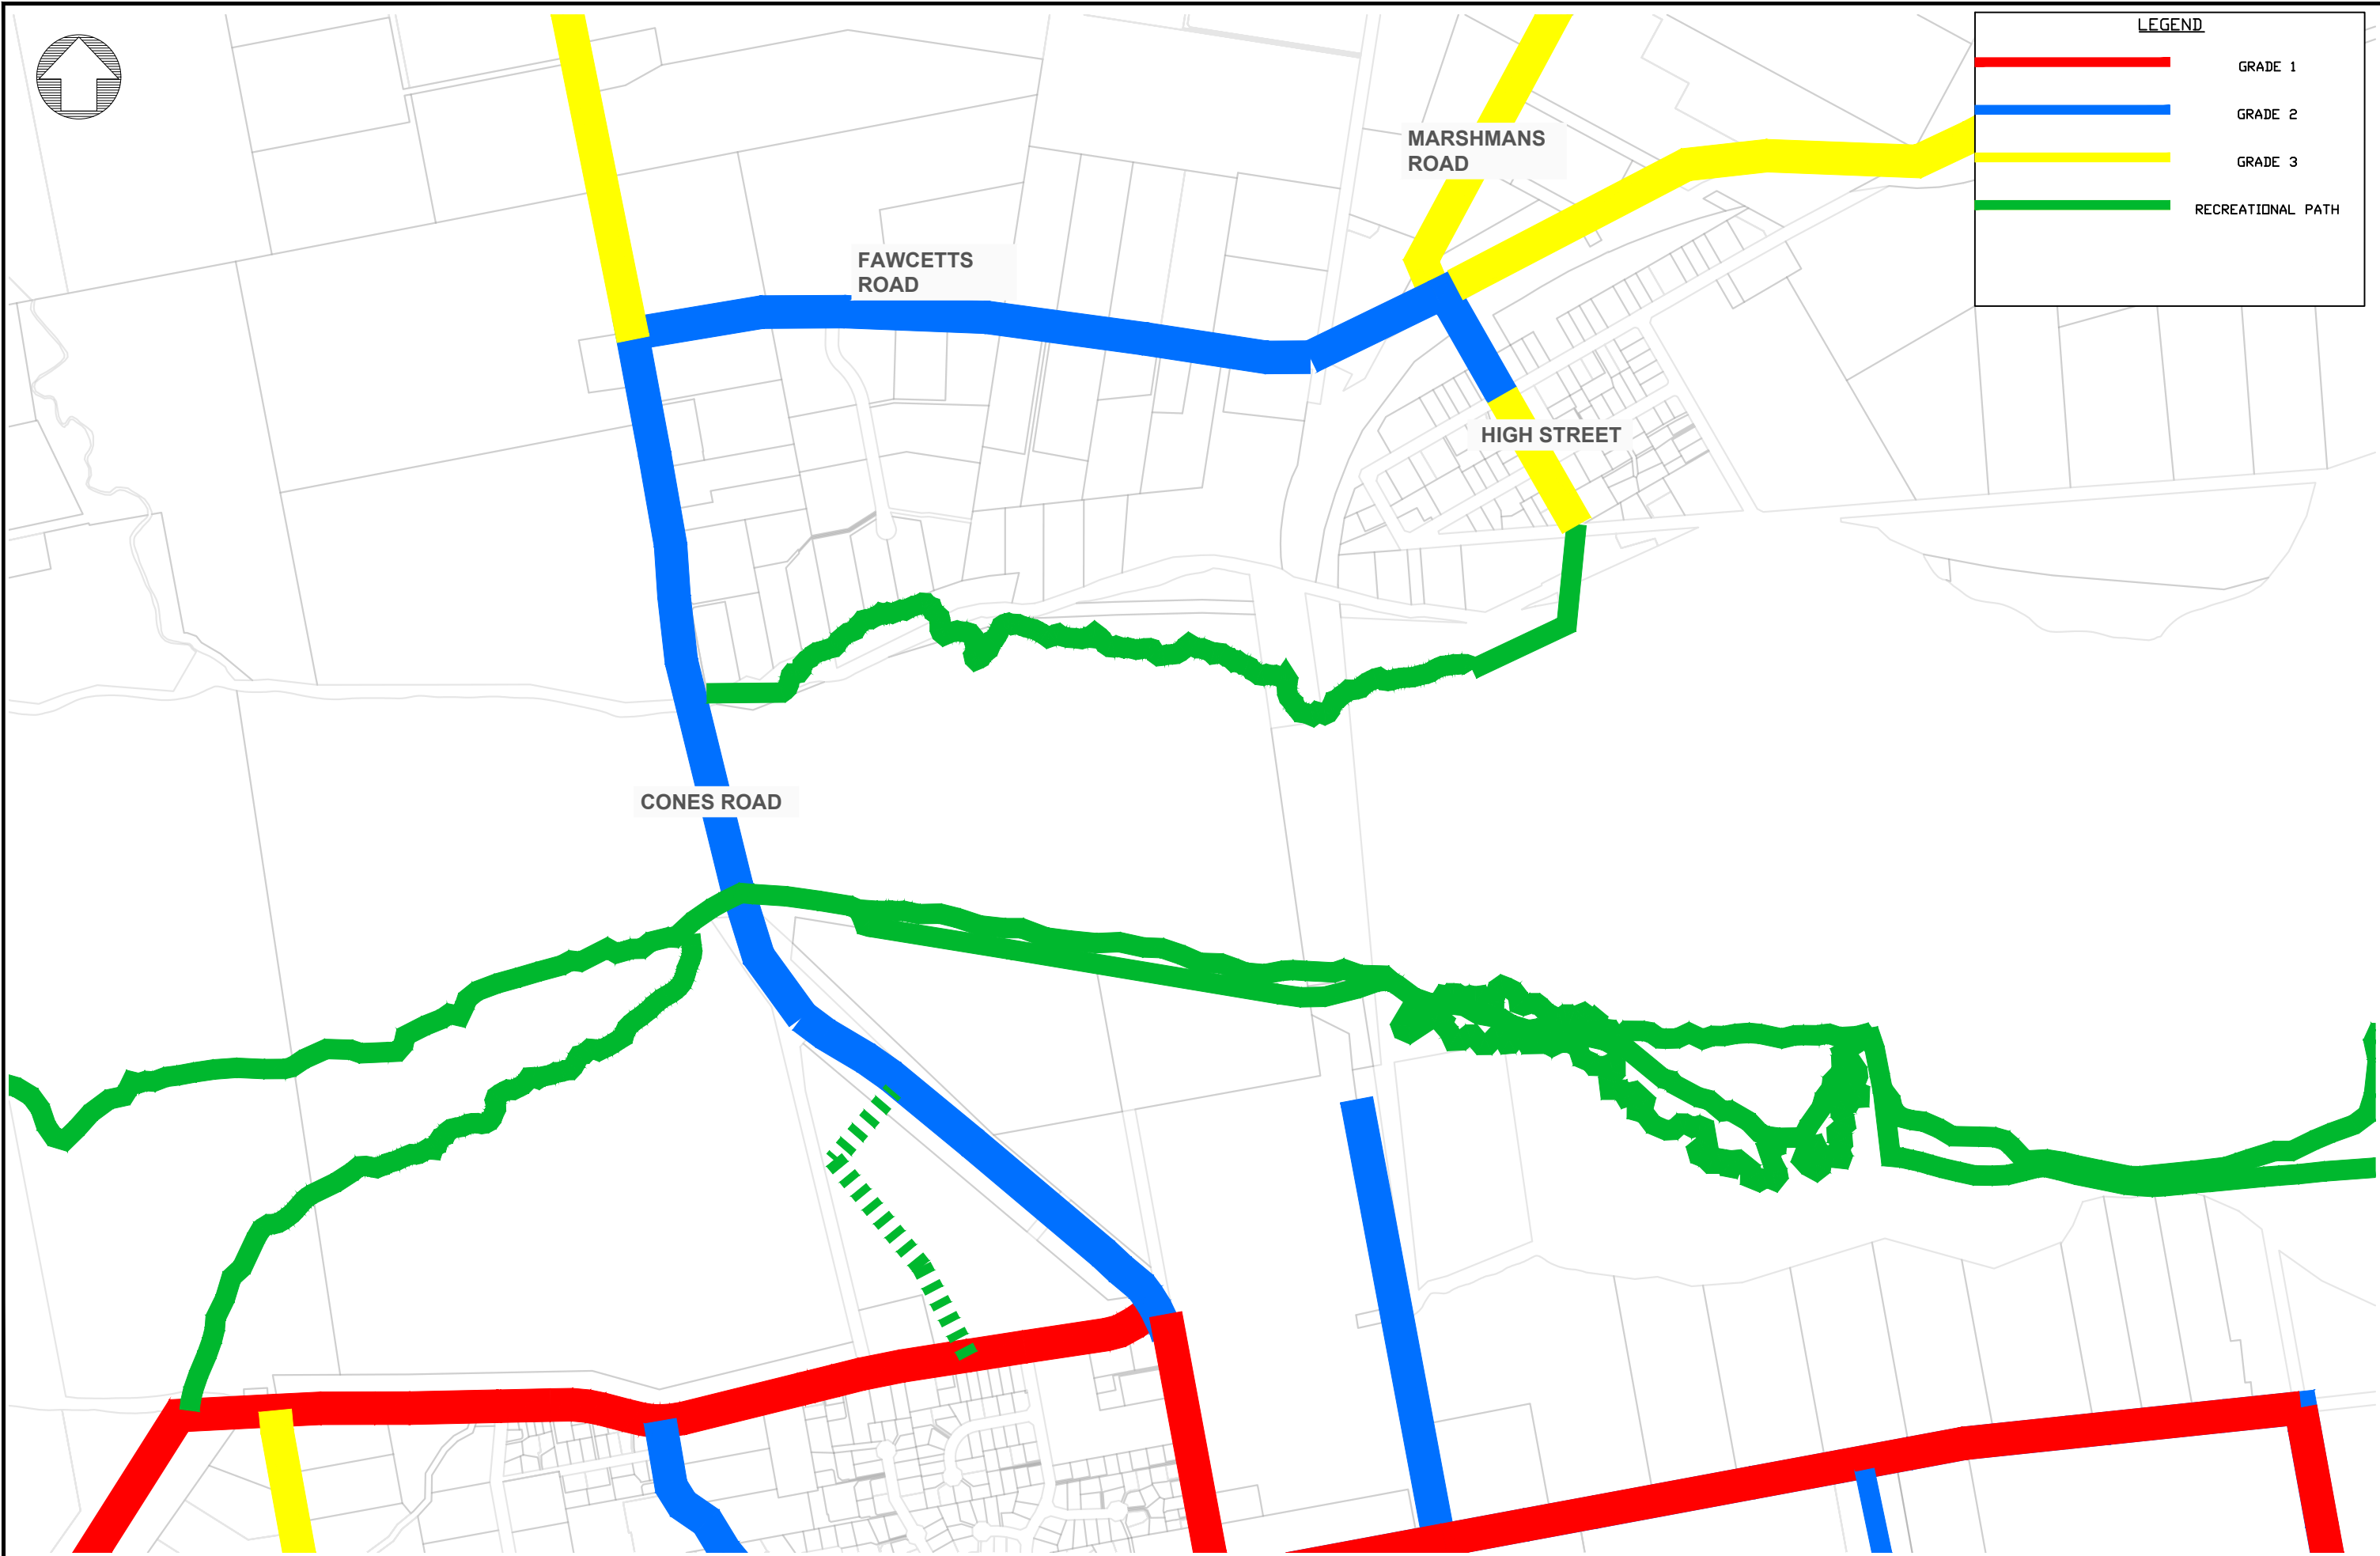 LEGEND
GRADE 1
GRADE 2
GRADE 3
RECREATIONAL PATH
MARSHMANS
ROAD
FAWCETTS
ROAD
HIGH STREET
CONES ROAD